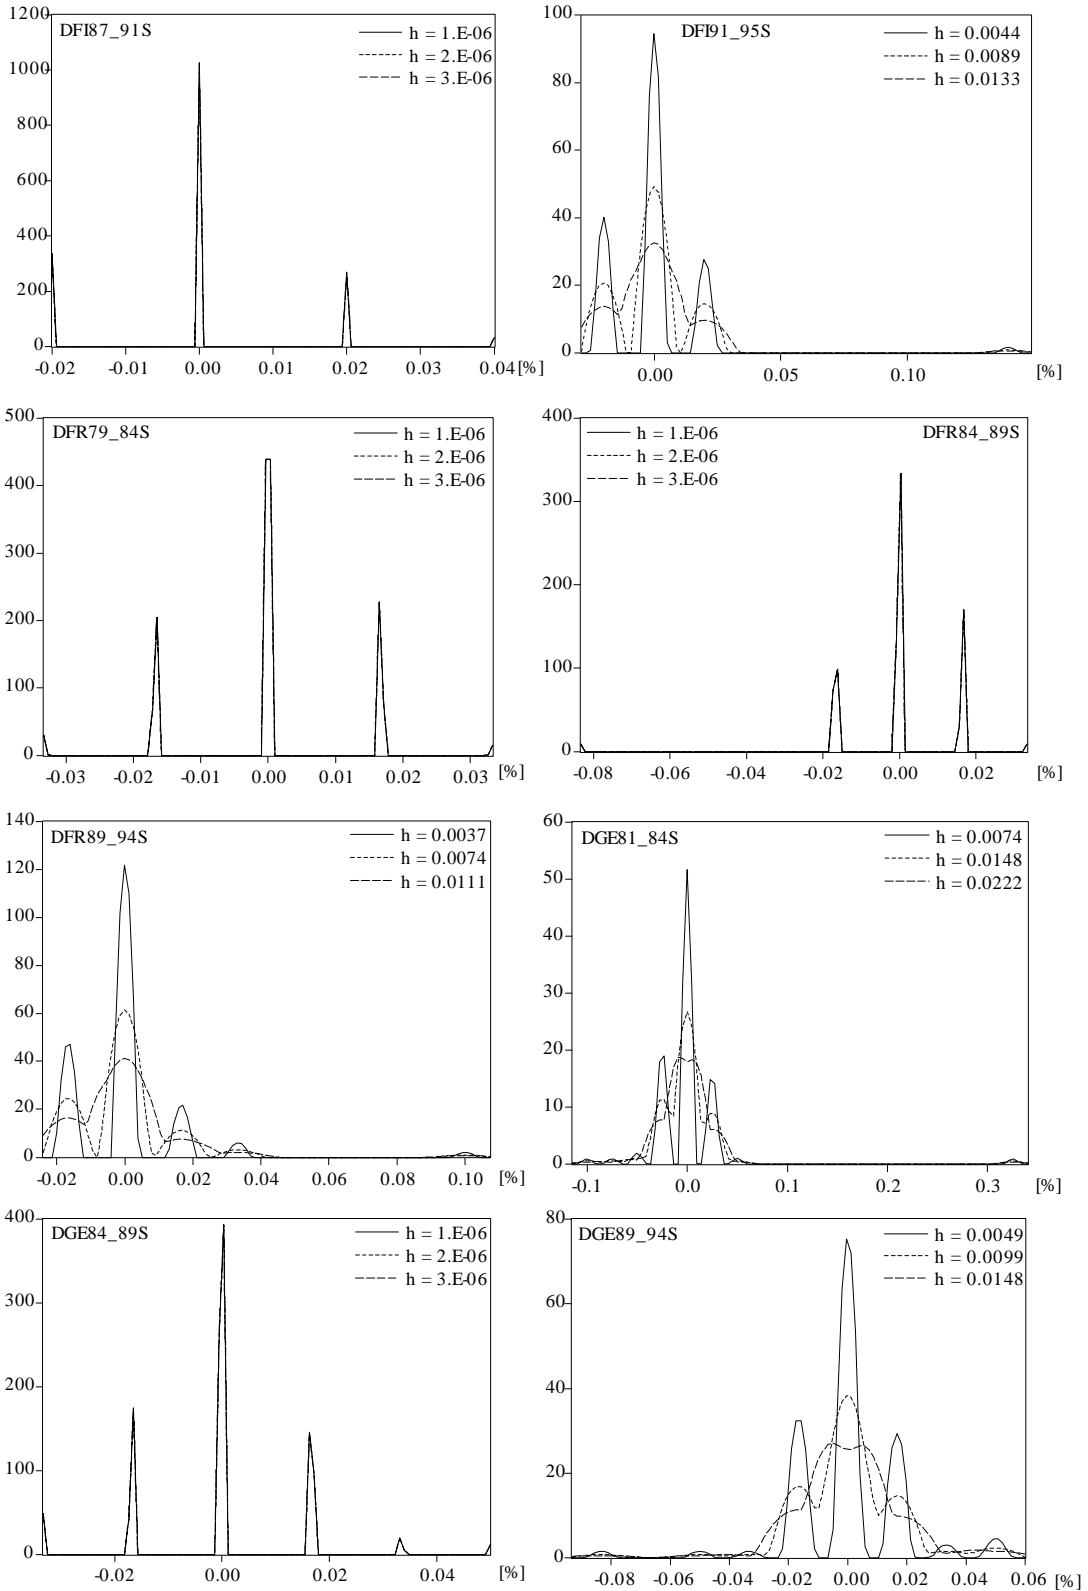 DFI87_91S
h = 1.E-06
h = 2.E-06
h = 3.E-06
1200
1000
800
600
400
200
0
-0.02 -0.01 0.00 0.01 0.02 0.03 0.04 [%]
DFI91_95S
h = 0.0044
h = 0.0089
h = 0.0133
100
80
60
40
20
0
0.00 0.05 0.10 [%]
DFR79_84S
h = 1.E-06
h = 2.E-06
h = 3.E-06
500
400
300
200
100
0
-0.03 -0.02 -0.01 0.00 0.01 0.02 0.03 [%]
h = 1.E-06
h = 2.E-06
h = 3.E-06
DFR84_89S
400
300
200
100
0
-0.08 -0.06 -0.04 -0.02 0.00 0.02 [%]
DFR89_94S
h = 0.0037
h = 0.0074
h = 0.0111
140
120
100
80
60
40
20
0
-0.02 0.00 0.02 0.04 0.06 0.08 0.10 [%]
DGE81_84S
h = 0.0074
h = 0.0148
h = 0.0222
60
50
40
30
20
10
0
-0.1 0.0 0.1 0.2 0.3 [%]
DGE84_89S
h = 1.E-06
h = 2.E-06
h = 3.E-06
400
300
200
100
0
-0.02 0.00 0.02 0.04 [%]
DGE89_94S
h = 0.0049
h = 0.0099
h = 0.0148
80
60
40
20
0
-0.08 -0.06 -0.04 -0.02 0.00 0.02 0.04 0.06 [%]